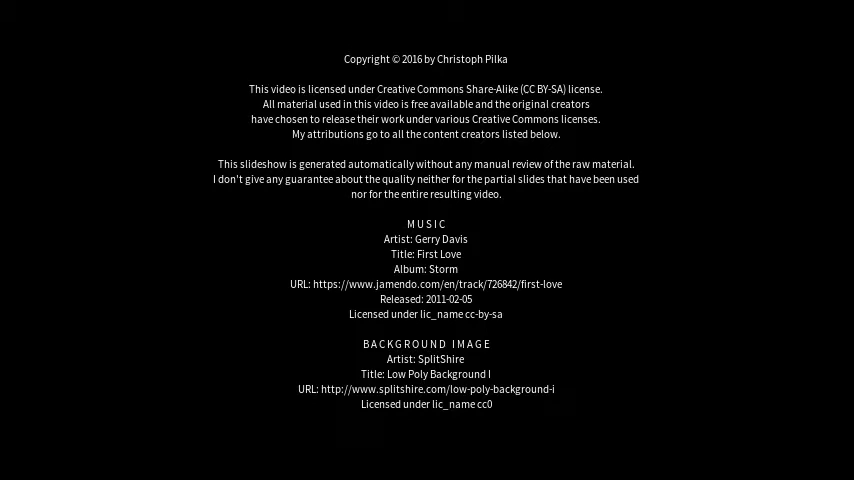 Copyright © 2016 by Christoph Pilka
This video is licensed under Creative Commons Share-Alike (CC BY-SA) license.
All material used in this video is free available and the original creators
have chosen to release their work under various Creative Commons licenses.
My attributions go to all the content creators listed below.
This slideshow is generated automatically without any manual review of the raw material.
I don't give any guarantee about the quality neither for the partial slides that have been used
nor for the entire resulting video.
MUSIC
Artist: Gerry Davis
Title: First Love
Album: Storm
URL: https://www.jamendo.com/en/track/726842/first-love
Released: 2011-02-05
Licensed under lic_name cc-by-sa
BACKGROUND IMAGE
Artist: SplitShire
Title: Low Poly Background I
URL: http://www.splitshire.com/low-poly-background-i
Licensed under lic_name cc0